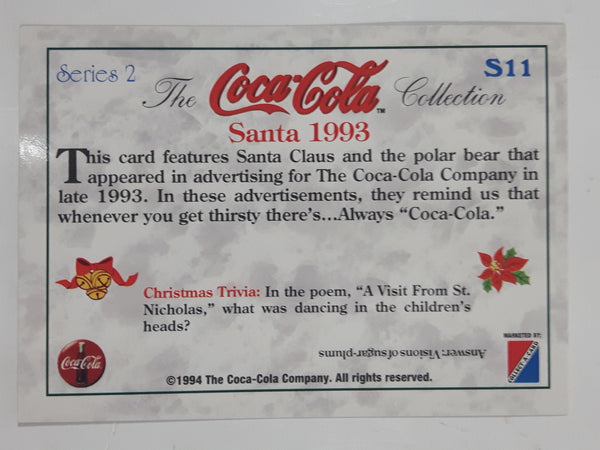 Series 2
S11
The Coca-Cola™ Collection
Santa 1993
This card features Santa Claus and the polar bear that
appeared in advertising for The Coca-Cola Company in
late 1993. In these advertisements, they remind us that
whenever you get thirsty there's...Always "Coca-Cola."
Christmas Trivia: In the poem, "A Visit From St.
Nicholas," what was dancing in the children's
heads?
Answer: Visions of sugar-plums
MARKETED BY:
COLLECT-A-CARD
Coca-Cola
©1994 The Coca-Cola Company. All rights reserved.